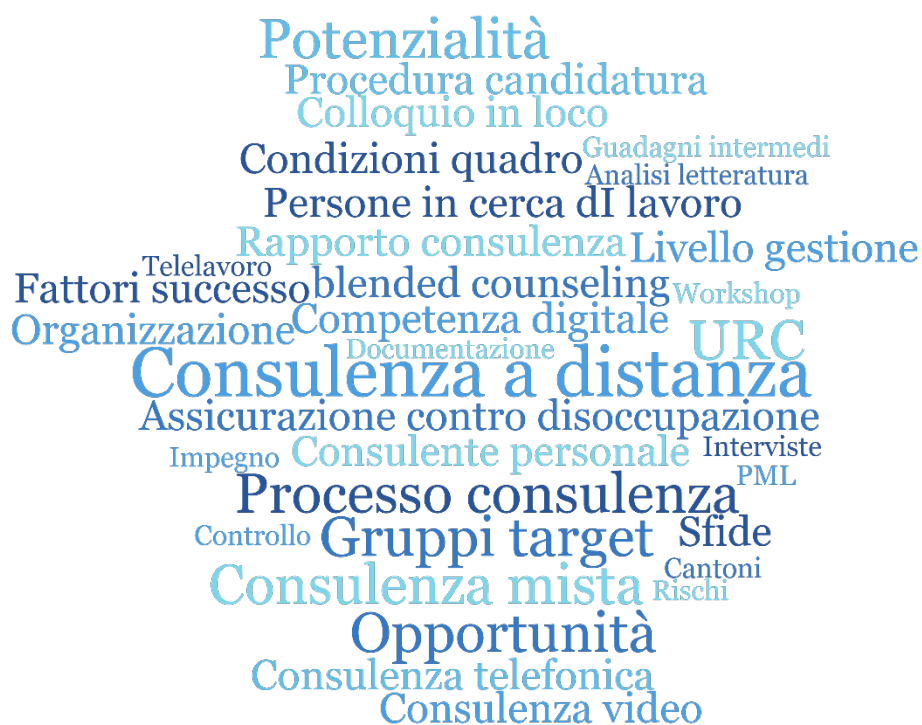 Potenzialità
Procedura candidatura
Colloquio in loco
Condizioni quadro
Guadagni intermedi
Analisi letteratura
Persone in cerca dI lavoro
Rapporto consulenza
Livello gestione
Telelavoro
Fattori successo
blended counseling
Workshop
Organizzazione
Competenza digitale
URC
Documentazione
Consulenza a distanza
Assicurazione contro disoccupazione
Impegno
Consulente personale
Interviste
PML
Processo consulenza
Controllo
Gruppi target
Sfide
Cantoni
Consulenza mista
Rischi
Opportunità
Consulenza telefonica
Consulenza video